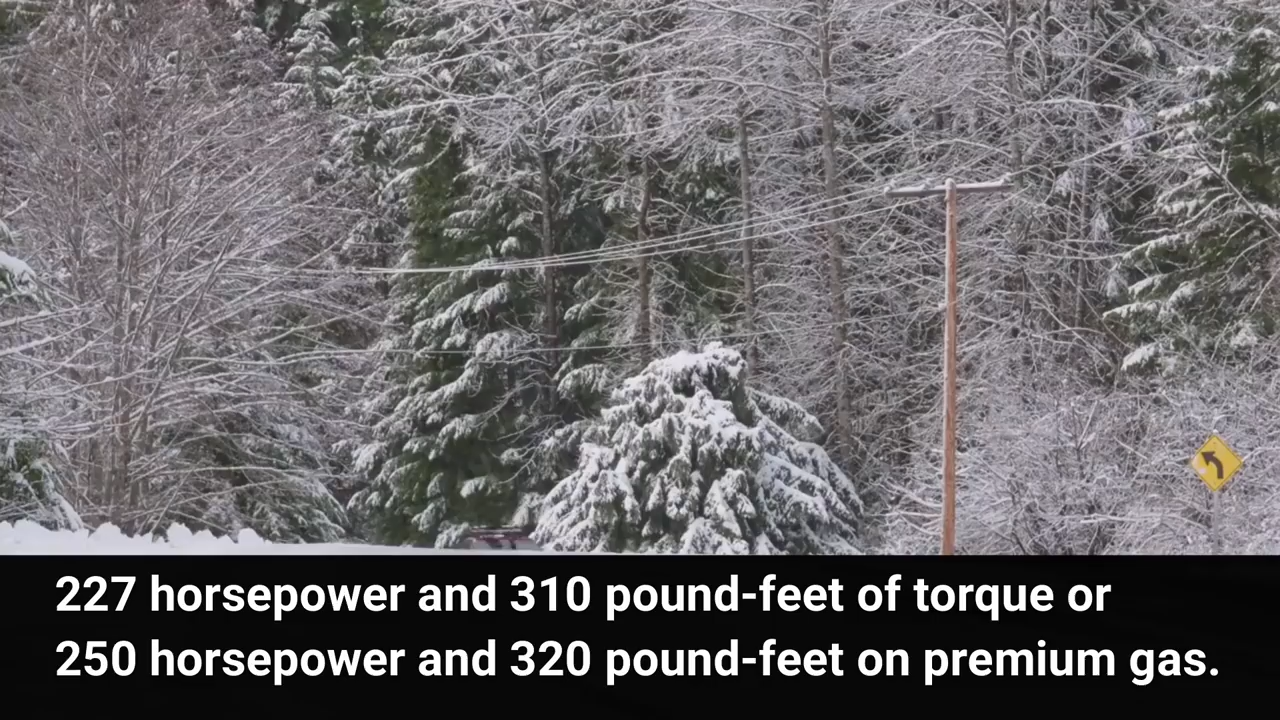 227 horsepower and 310 pound-feet of torque or
250 horsepower and 320 pound-feet on premium gas.